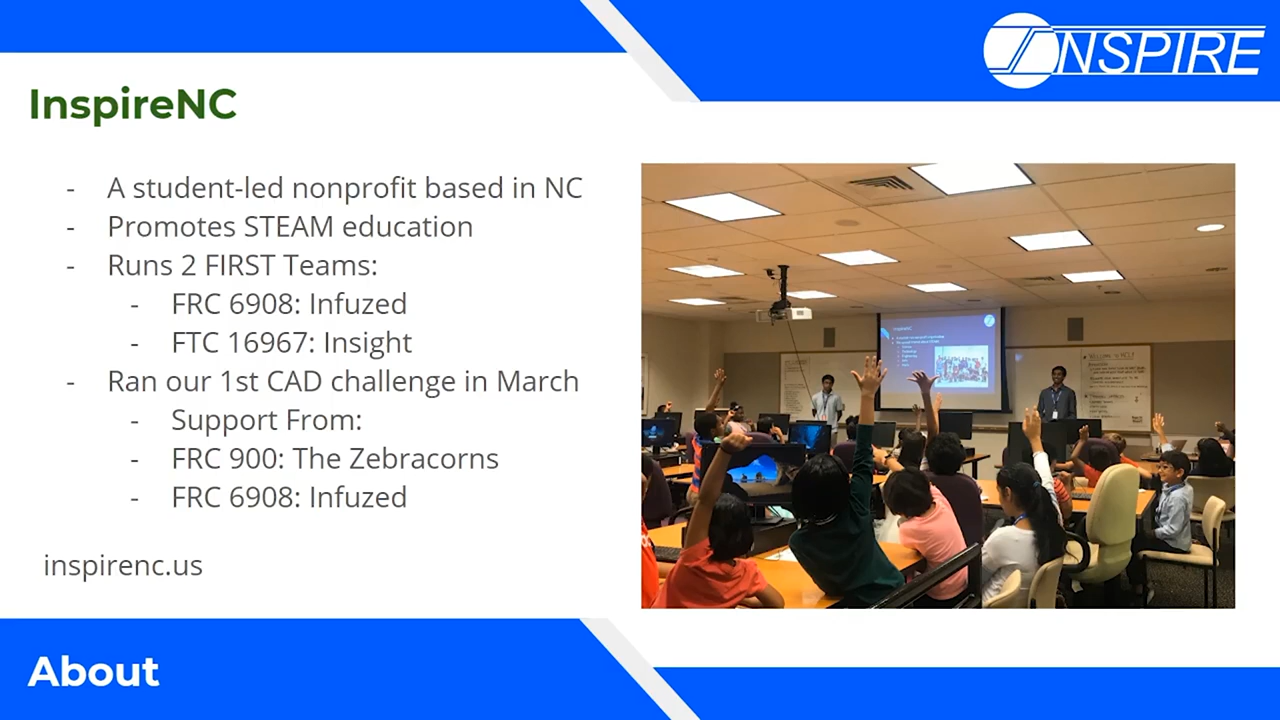 INSPIRE
InspireNC
- A student-led nonprofit based in NC
- Promotes STEAM education
- Runs 2 FIRST Teams:
- FRC 6908: Infuzed
- FTC 16967: Insight
- Ran our 1st CAD challenge in March
- Support From:
- FRC 900: The Zebracorns
- FRC 6908: Infuzed
inspirenc.us
InspireNC
About